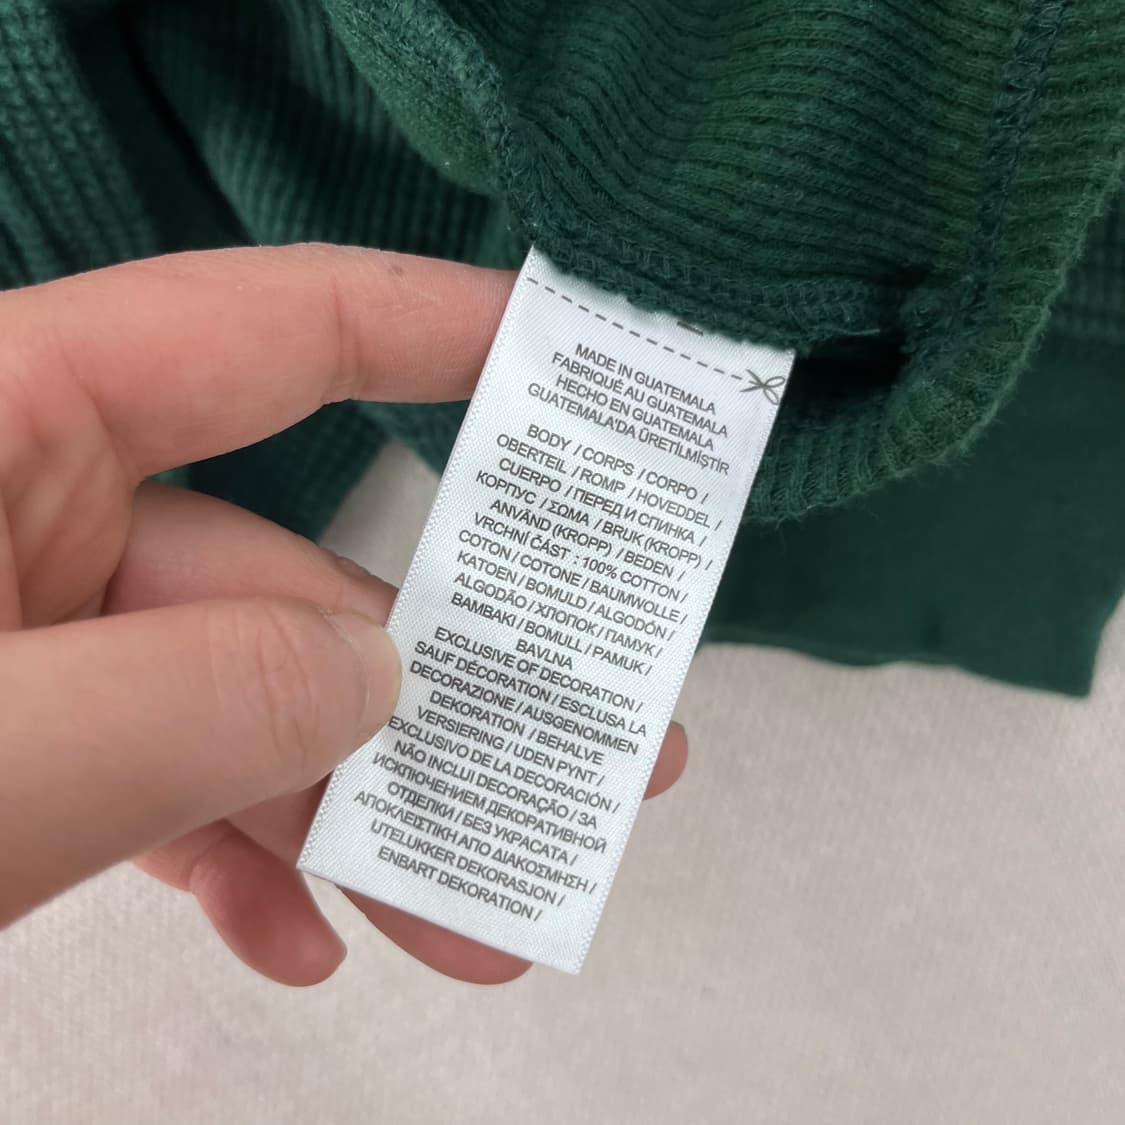 MADE IN GUATEMALA
FABRIQUÉ AU GUATEMALA
HECHO EN GUATEMALA
GUATEMALA'DA ÜRETİLMİŞTİR
BODY / CORPS / CORPO /
OBERTEIL / ROMP / HOVEDDEL /
CUERPO / ПЕРЕД И СПИНКА /
КОРПУС / ΣΩΜΑ / BRUK (KROPP) /
ANVÄND (KROPP) / BEDEN /
VRCHNÍ ČÁST : 100% COTTON /
COTON / COTONE / BAUMWOLLE /
KATOEN / BOMULD / ALGODÓN /
ALGODÃO / ХЛОПОК / ПАМУК /
BAMBAKI / BOMULL / PAMUK /
BAVLNA
EXCLUSIVE OF DECORATION /
SAUF DÉCORATION / ESCLUSA LA
DECORAZIONE / AUSGENOMMEN
DEKORATION / BEHALVE
VERSIERING / UDEN PYNT /
EXCLUSIVO DE LA DECORACIÓN /
NÃO INCLUI DECORAÇÃO / ЗА
ИСКЛЮЧЕНИЕМ ДЕКОРАТИВНОЙ
ОТДЕЛКИ / БЕЗ УКРАСАТА /
ΑΠΟΚΛΕΙΣΤΙΚΗ ΑΠΟ ΔΙΑΚΟΣΜΗΣΗ /
UTELUKKER DEKORASJON /
ENBART DEKORATION /